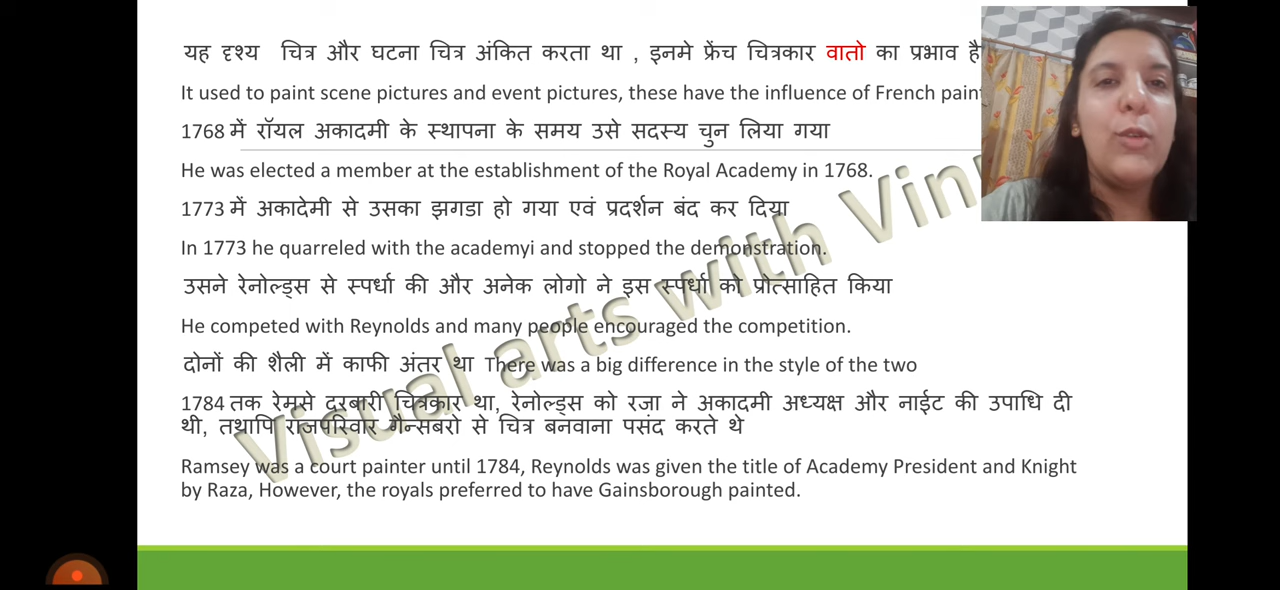 यह दृश्य चित्र और घटना चित्र अंकित करता था , इनमे फ्रेंच चित्रकार वातो का प्रभाव है
It used to paint scene pictures and event pictures, these have the influence of French
1768 में रॉयल अकादमी के स्थापना के समय उसे सदस्य चुन लिया गया
He was elected a member at the establishment of the Royal Academy in 1768.
1773 में अकादेमी से उसका झगडा हो गया एवं प्रदर्शन बंद कर दिया
In 1773 he quarreled with the academyi and stopped the demonstration.
उसने रेनोल्ड्स से स्पर्धा की और अनेक लोगो ने इस स्पर्धा को प्रोत्साहित किया
He competed with Reynolds and many people encouraged the competition.
दोनों की शैली में काफी अंतर था There was a big difference in the style of the two
1784 तक रेमसे दरबारी चित्रकार था, रेनोल्ड्स को रजा ने अकादमी अध्यक्ष और नाईट की उपाधि दी
थी, तथापि राजपरिवार गैन्सबरो से चित्र बनवाना पसंद करते थे
Ramsey was a court painter until 1784, Reynolds was given the title of Academy President and Knight
by Raza, However, the royals preferred to have Gainsborough painted.
Visual arts with